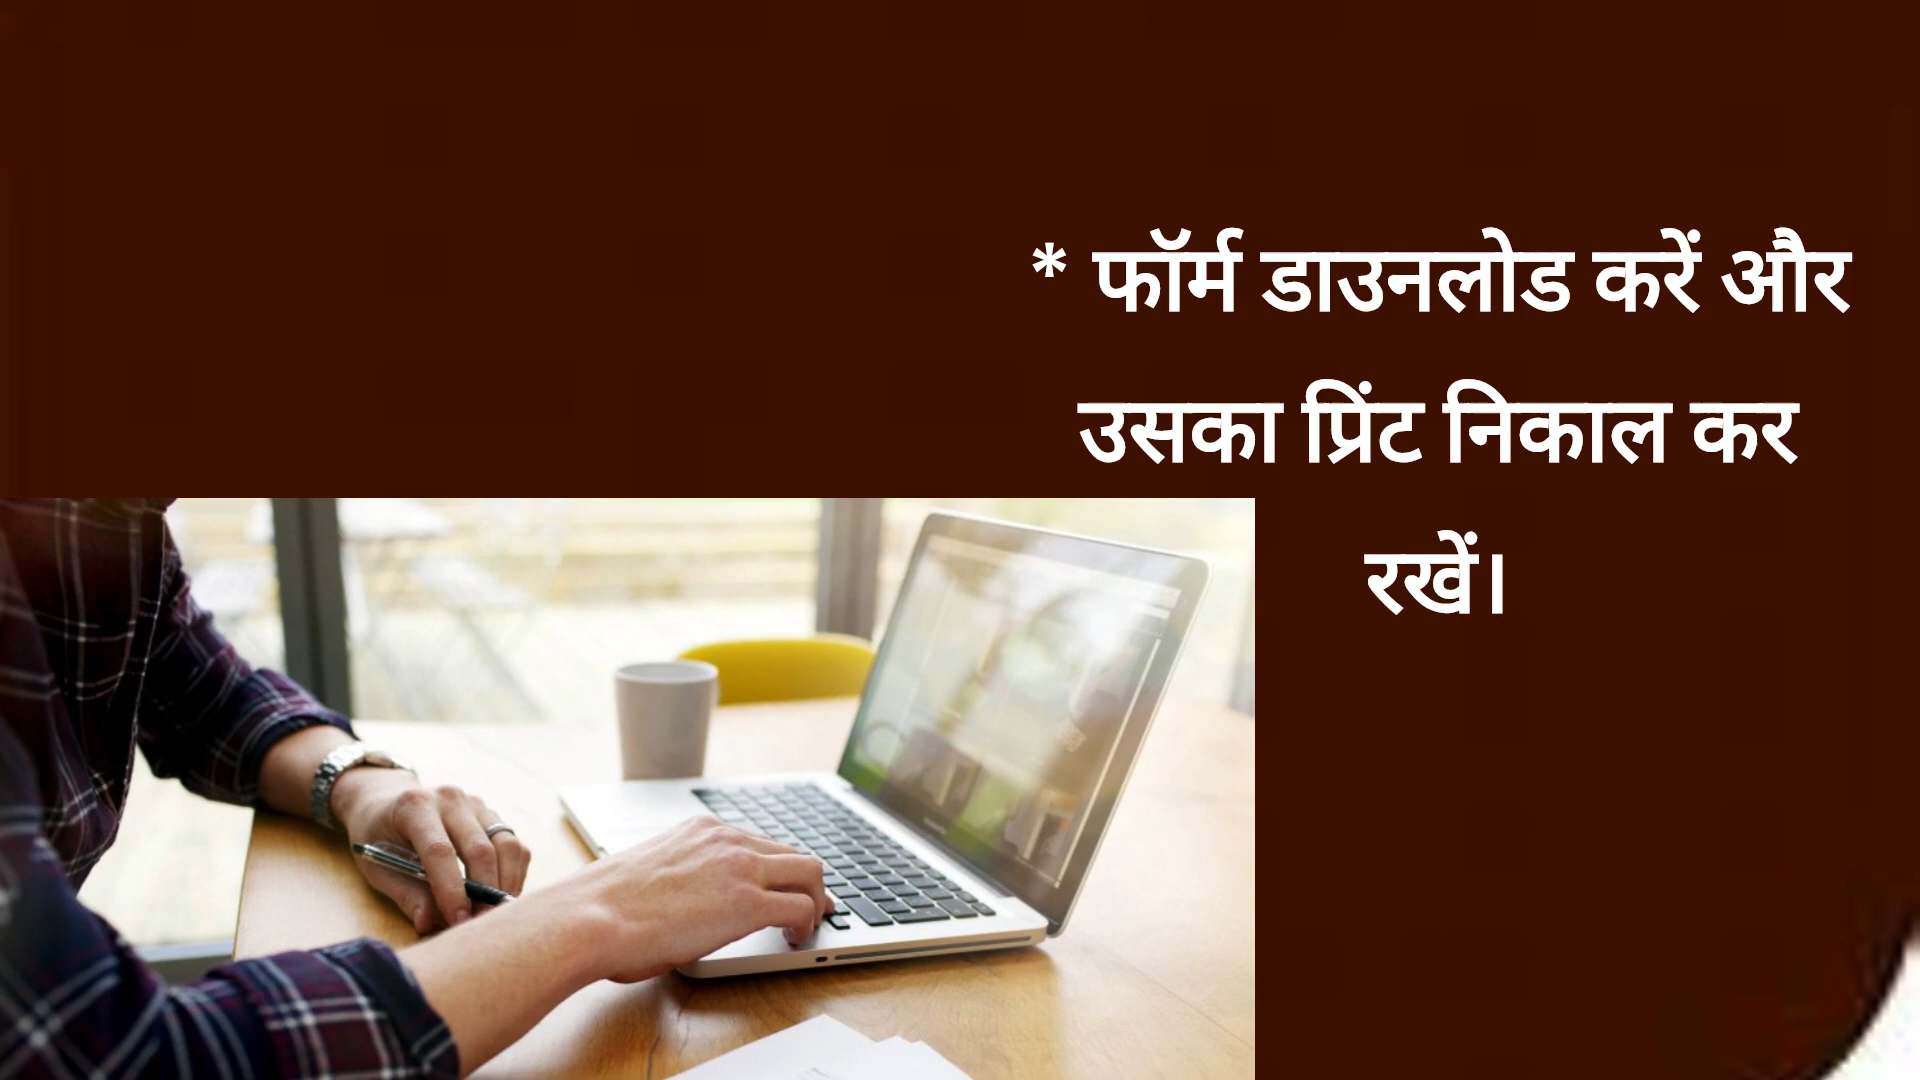 * फॉर्म डाउनलोड करें और
उसका प्रिंट निकाल कर
रखें।